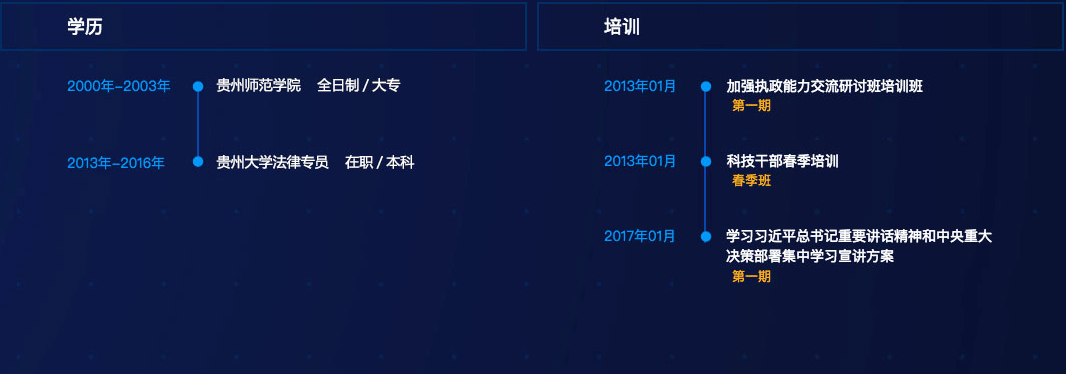 学历
2000年-2003年 贵州师范学院 全日制 / 大专
2013年-2016年 贵州大学法律专员 在职 / 本科
培训
2013年01月 加强执政能力交流研讨班培训班
第一期
2013年01月 科技干部春季培训
春季班
2017年01月 学习习近平总书记重要讲话精神和中央重大
决策部署集中学习宣讲方案
第一期